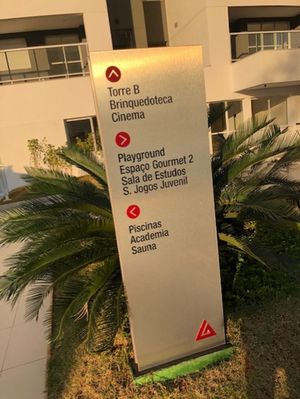 Torre B
Brinquedoteca
Cinema
Playground
Espaço Gourmet 2
Sala de Estudos
S. Jogos Juvenil
Piscinas
Academia
Sauna